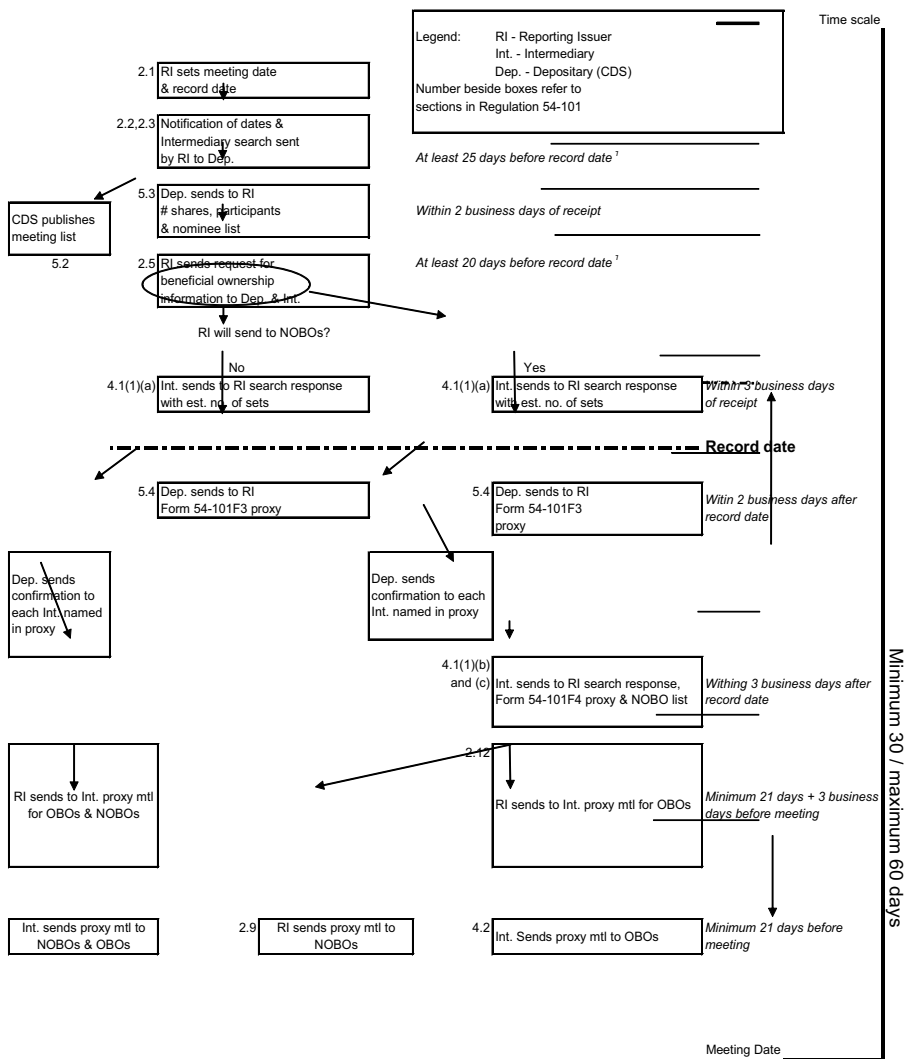 Time scale
Legend: RI - Reporting Issuer
Int. - Intermediary
Dep. - Depositary (CDS)
Number beside boxes refer to
sections in Regulation 54-101
2.1 RI sets meeting date
& record date
2.2,2.3 Notification of dates &
Intermediary search sent
by RI to Dep.
At least 25 days before record date ¹
CDS publishes
meeting list
5.2
5.3 Dep. sends to RI
# shares, participants
& nominee list
Within 2 business days of receipt
2.5 RI sends request for
beneficial ownership
information to Dep. & Int.
At least 20 days before record date ¹
RI will send to NOBOs?
No
Yes
4.1(1)(a) Int. sends to RI search response
with est. no. of sets
4.1(1)(a) Int. sends to RI search response
with est. no. of sets
Within 3 business days
of receipt
Record date
5.4 Dep. sends to RI
Form 54-101F3 proxy
5.4 Dep. sends to RI
Form 54-101F3
proxy
Witin 2 business days after
record date
Dep. sends
confirmation to
each Int. named
in proxy
Dep. sends
confirmation to each
Int. named in proxy
4.1(1)(b)
and (c)
Int. sends to RI search response,
Form 54-101F4 proxy & NOBO list
Withing 3 business days after
record date
Minimum 30 / maximum 60 days
RI sends to Int. proxy mtl
for OBOs & NOBOs
2.12
RI sends to Int. proxy mtl for OBOs
Minimum 21 days + 3 business
days before meeting
Int. sends proxy mtl to
NOBOs & OBOs
2.9 RI sends proxy mtl to
NOBOs
4.2 Int. Sends proxy mtl to OBOs
Minimum 21 days before
meeting
Meeting Date